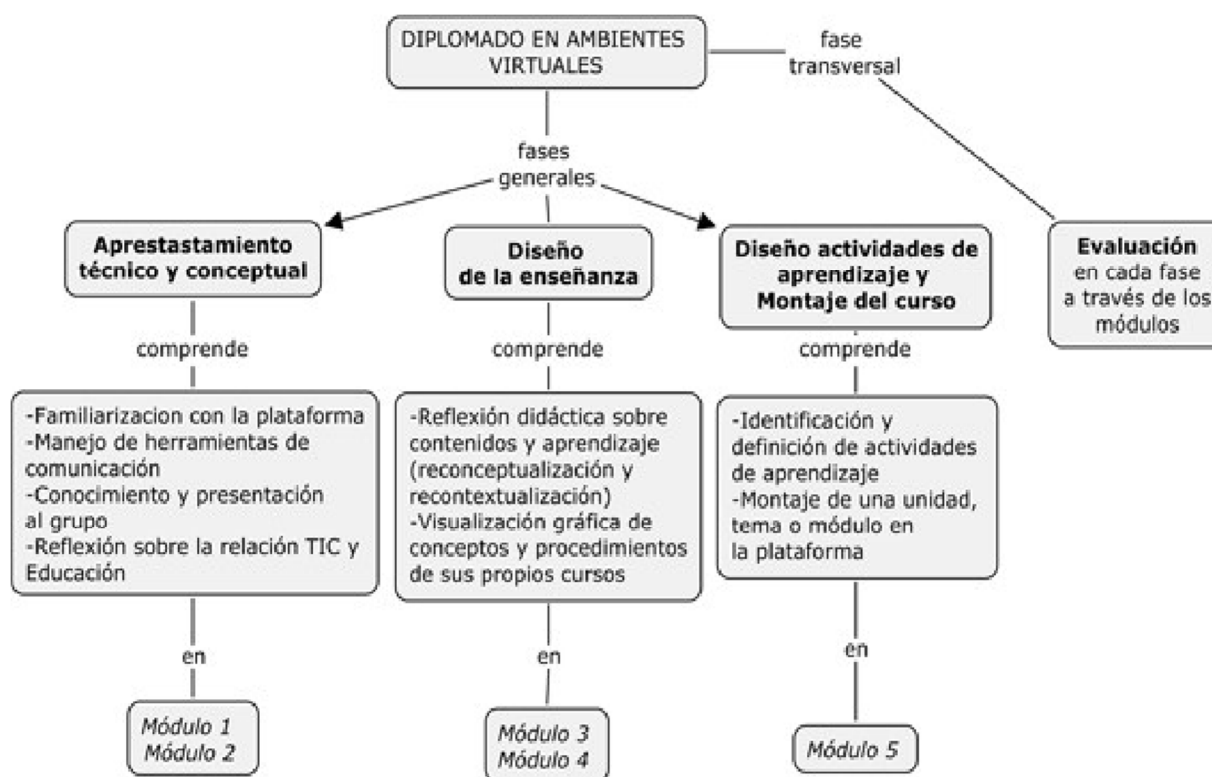 DIPLOMADO EN AMBIENTES
VIRTUALES
fase
transversal
fases
generales
Aprestastamiento
técnico y conceptual
Diseño
de la enseñanza
Diseño actividades de
aprendizaje y
Montaje del curso
Evaluación
en cada fase
a través de los
módulos
comprende
comprende
comprende
-Familiarizacion con la plataforma
-Manejo de herramientas de
comunicación
-Conocimiento y presentación
al grupo
-Reflexión sobre la relación TIC y
Educación
-Reflexión didáctica sobre
contenidos y aprendizaje
(reconceptualización y
recontextualización)
-Visualización gráfica de
conceptos y procedimientos
de sus propios cursos
-Identificación y
definición de actividades
de aprendizaje
-Montaje de una unidad,
tema o módulo en
la plataforma
en
en
en
Módulo 1
Módulo 2
Módulo 3
Módulo 4
Módulo 5